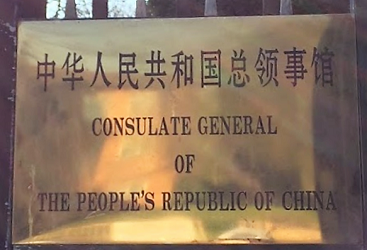 中华人民共和国总领事馆
CONSULATE GENERAL
OF
THE PEOPLE'S REPUBLIC OF CHINA